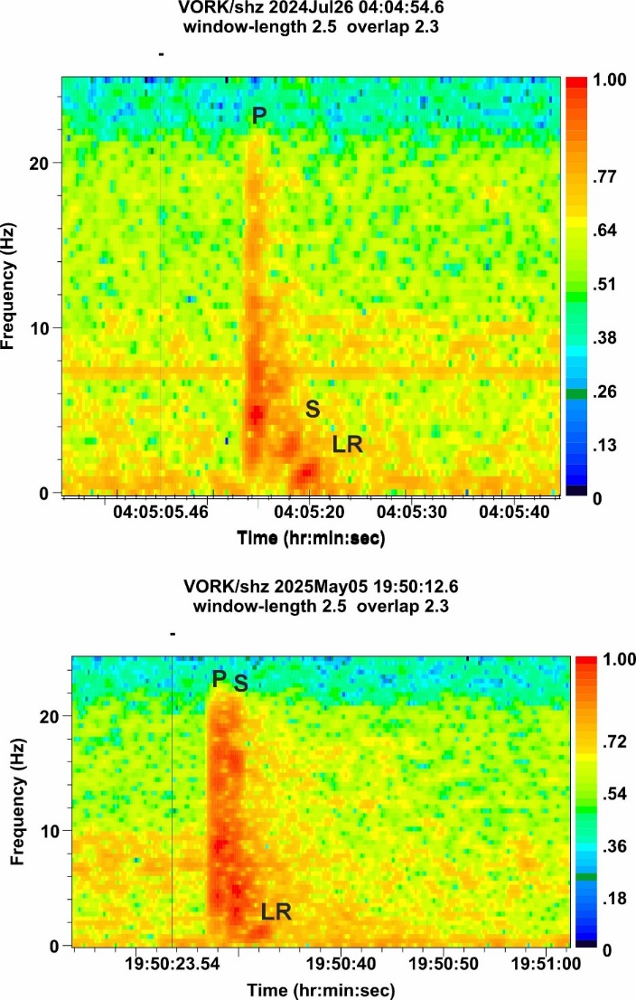 VORK/shz 2024Jul26 04:04:54.6
window-length 2.5 overlap 2.3
-
P
S
LR
20
10
0
Frequency (Hz)
1.00
.77
.64
.51
.38
.26
.13
0
04:05:05.46 04:05:20 04:05:30 04:05:40
Time (hr:min:sec)
VORK/shz 2025May05 19:50:12.6
window-length 2.5 overlap 2.3
-
P S
LR
20
10
0
Frequency (Hz)
1.00
.72
.54
.36
.18
0
19:50:23.54 19:50:40 19:50:50 19:51:00
Time (hr:min:sec)